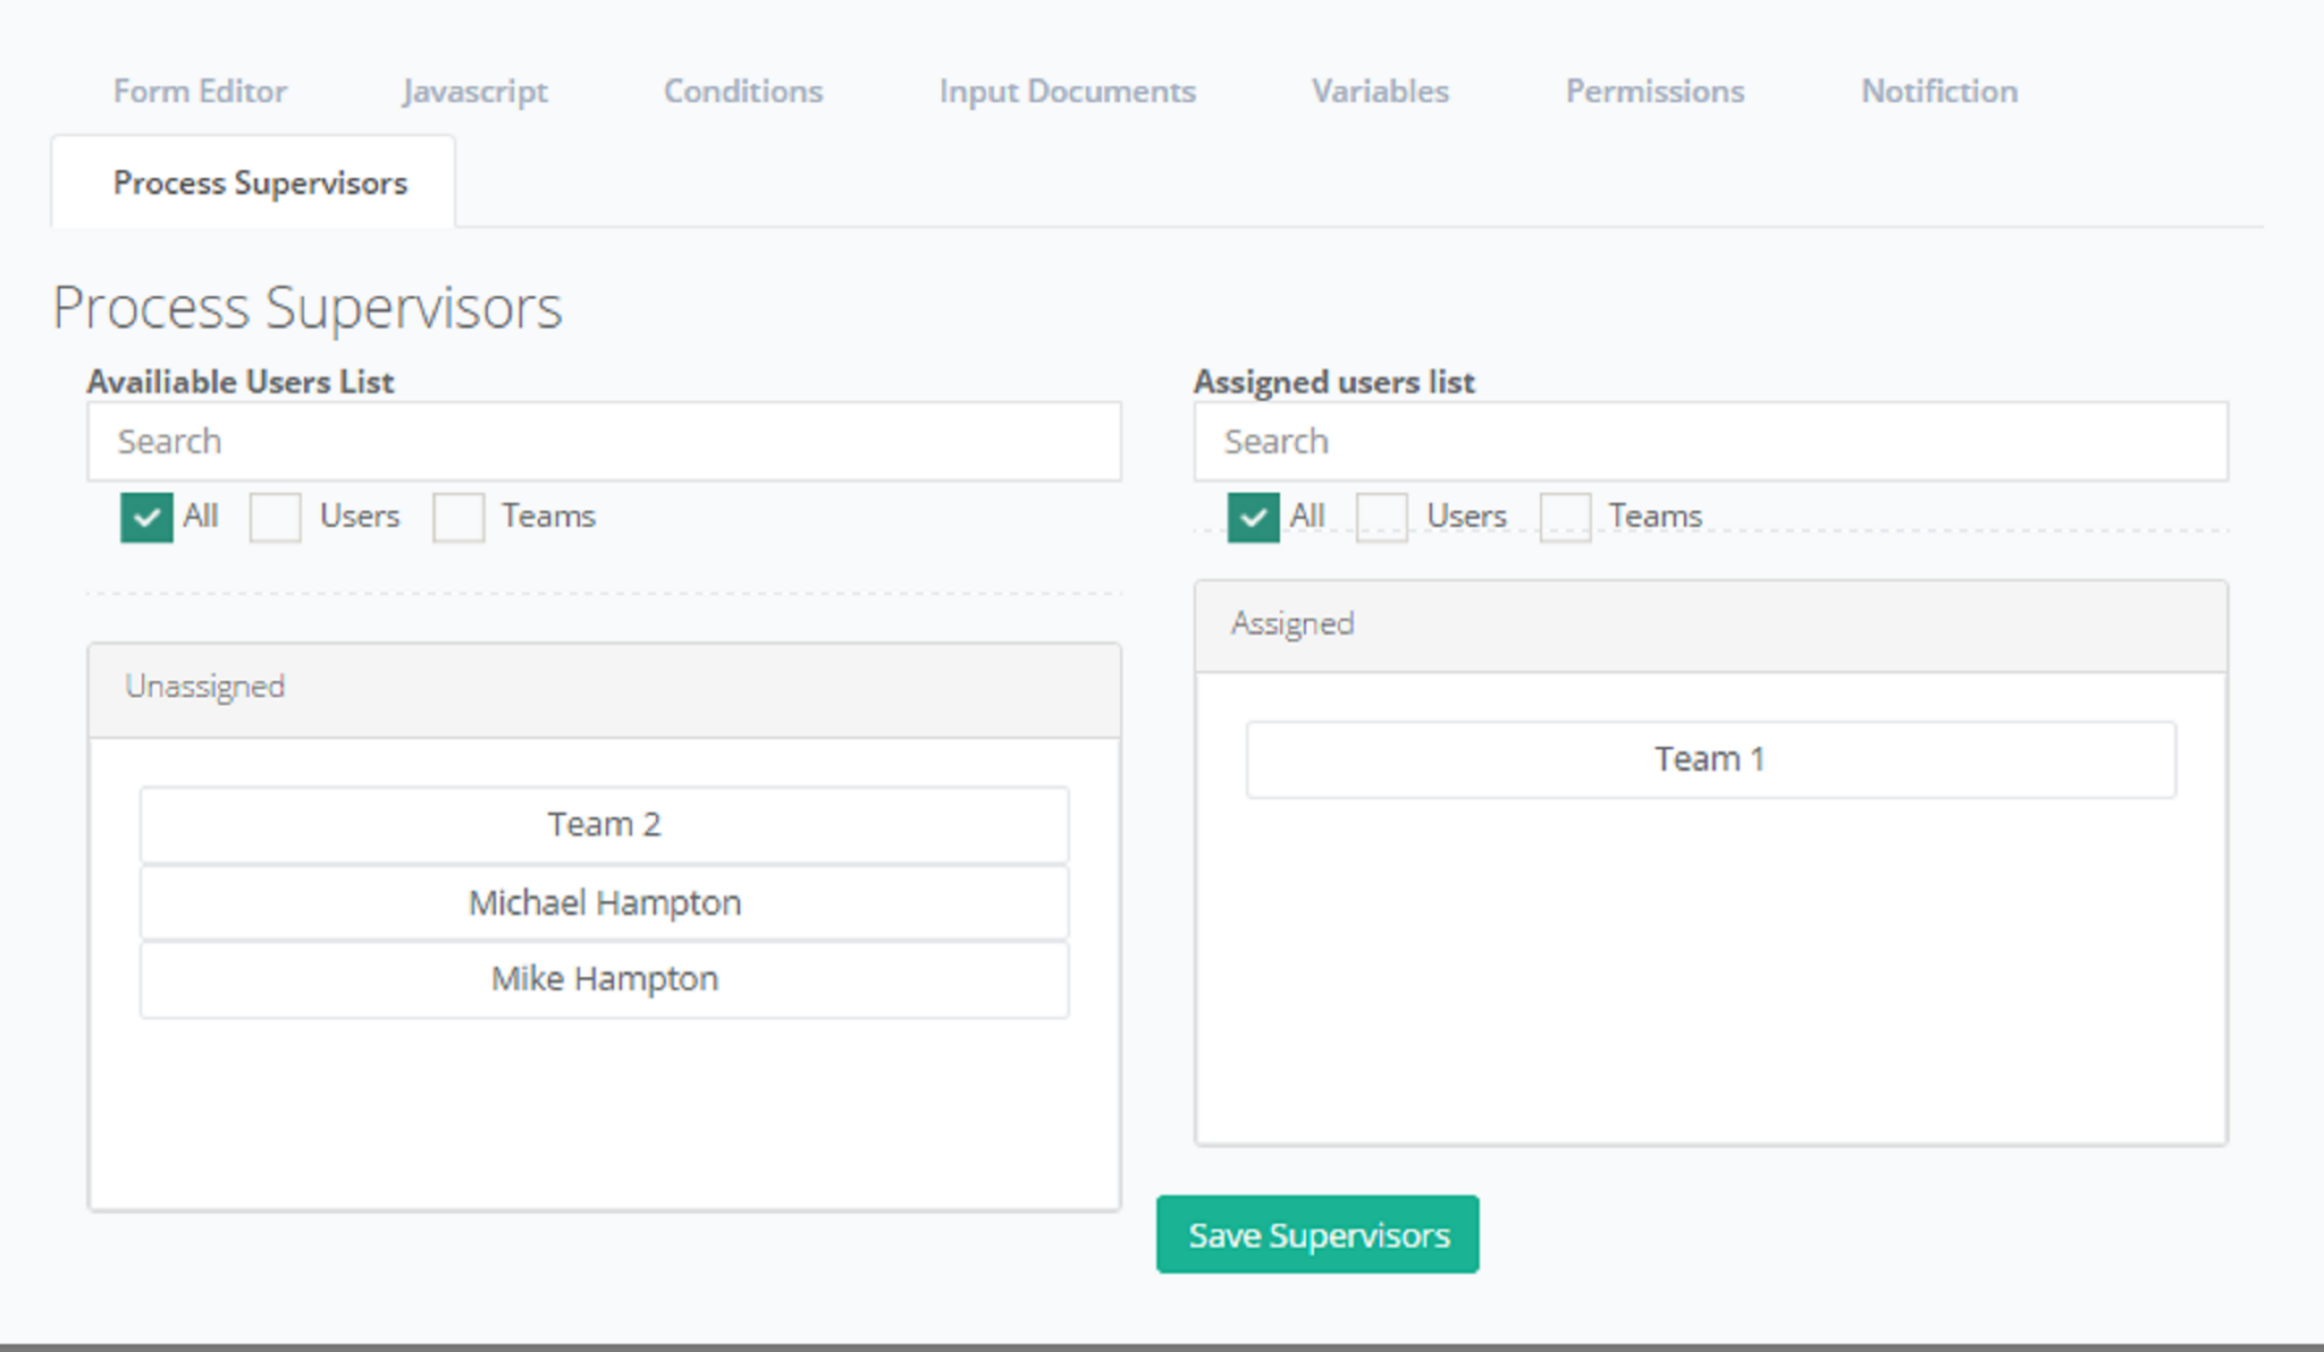 Form Editor Javascript Conditions Input Documents Variables Permissions Notifiction
Process Supervisors
Process Supervisors
Availiable Users List
Search
All Users Teams
Unassigned
Team 2
Michael Hampton
Mike Hampton
Assigned users list
Search
All Users Teams
Assigned
Team 1
Save Supervisors